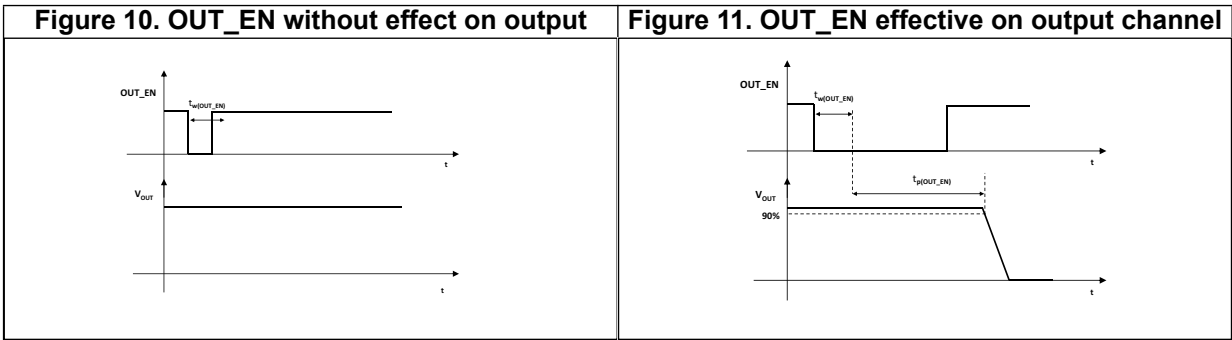 Figure 10. OUT_EN without effect on output
Figure 11. OUT_EN effective on output channel
OUT_EN
tw(OUT_EN)
t
VOUT
t
OUT_EN
tw(OUT_EN)
t
tp(OUT_EN)
VOUT
90%
t